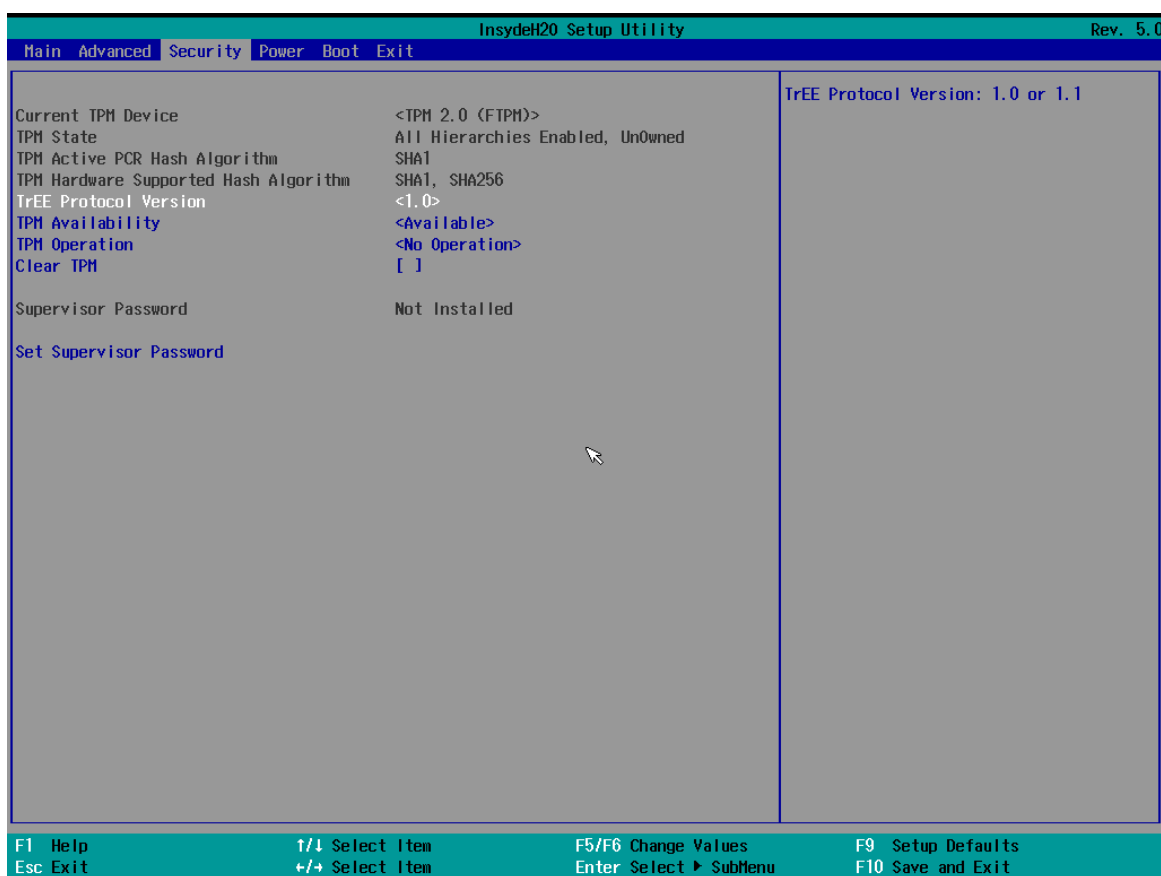 InsydeH20 Setup Utility Rev. 5.0
Main Advanced Security Power Boot Exit
TrEE Protocol Version: 1.0 or 1.1
Current TPM Device <TPM 2.0 (FTPM)>
TPM State All Hierarchies Enabled, UnOwned
TPM Active PCR Hash Algorithm SHA1
TPM Hardware Supported Hash Algorithm SHA1, SHA256
TrEE Protocol Version <1.0>
TPM Availability <Available>
TPM Operation <No Operation>
Clear TPM [ ]
Supervisor Password Not Installed
Set Supervisor Password
F1 Help ↑/↓ Select Item F5/F6 Change Values F9 Setup Defaults
Esc Exit ←/→ Select Item Enter Select ▶ SubMenu F10 Save and Exit